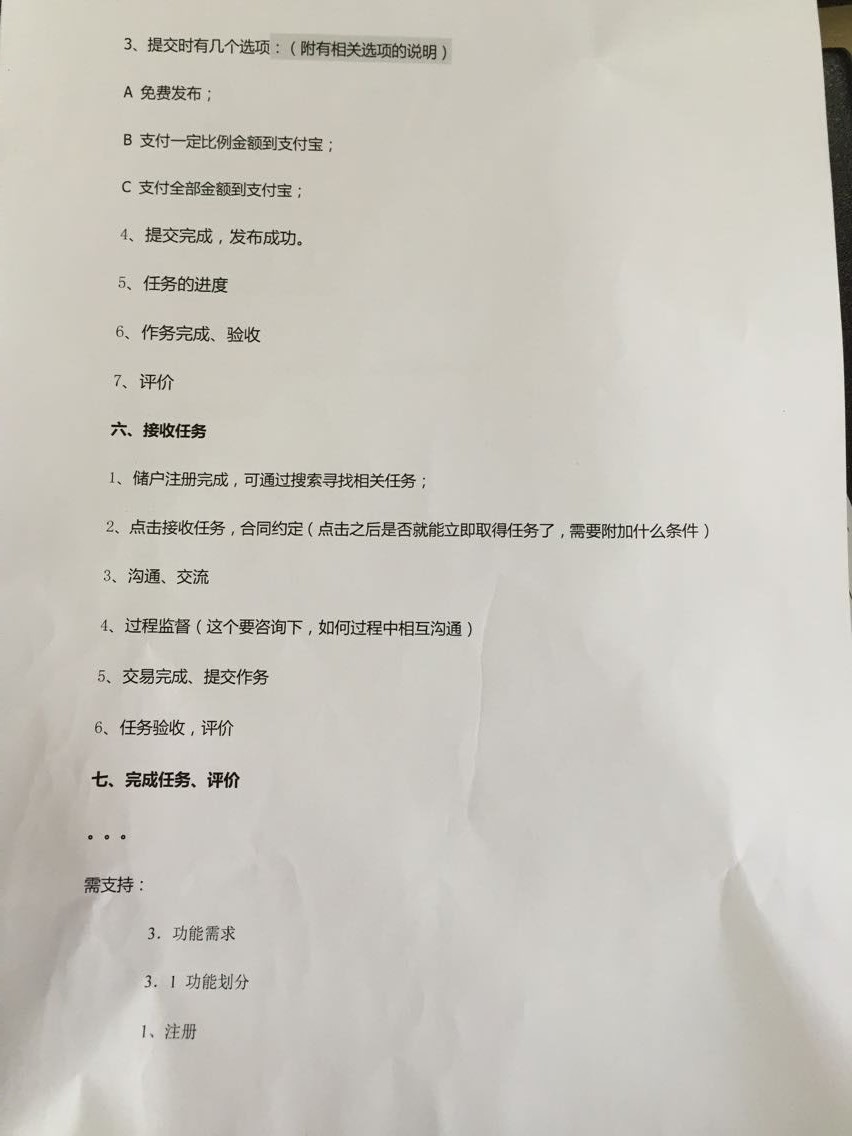 3、提交时有几个选项：（附有相关选项的说明）
A 免费发布；
B 支付一定比例金额到支付宝；
C 支付全部金额到支付宝；
4、提交完成，发布成功。
5、任务的进度
6、作务完成、验收
7、评价
六、接收任务
1、储户注册完成，可通过搜索寻找相关任务；
2、点击接收任务，合同约定（点击之后是否就能立即取得任务了，需要附加什么条件）
3、沟通、交流
4、过程监督（这个要咨询下，如何过程中相互沟通）
5、交易完成、提交作务
6、任务验收，评价
七、完成任务、评价
。。。
需支持：
3. 功能需求
3. 1 功能划分
1、注册